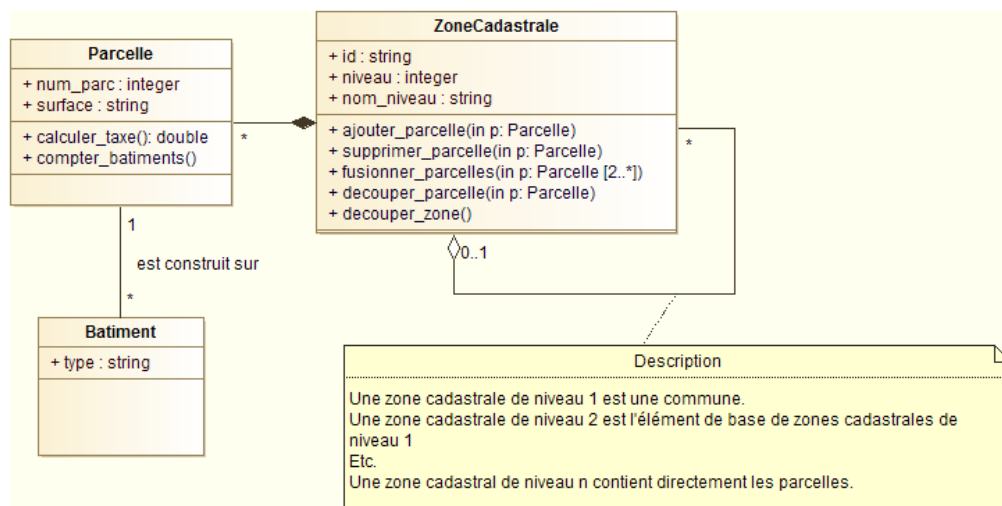 Parcelle
+ num_parc : integer
+ surface : string
+ calculer_taxe(): double
+ compter_batiments()
ZoneCadastrale
+ id : string
+ niveau : integer
+ nom_niveau : string
+ ajouter_parcelle(in p: Parcelle)
+ supprimer_parcelle(in p: Parcelle)
+ fusionner_parcelles(in p: Parcelle [2..*])
+ decouper_parcelle(in p: Parcelle)
+ decouper_zone()
*
*
0..1
1
est construit sur
*
Batiment
+ type : string
Description
Une zone cadastrale de niveau 1 est une commune.
Une zone cadastrale de niveau 2 est l'élément de base de zones cadastrales de
niveau 1
Etc.
Une zone cadastral de niveau n contient directement les parcelles.